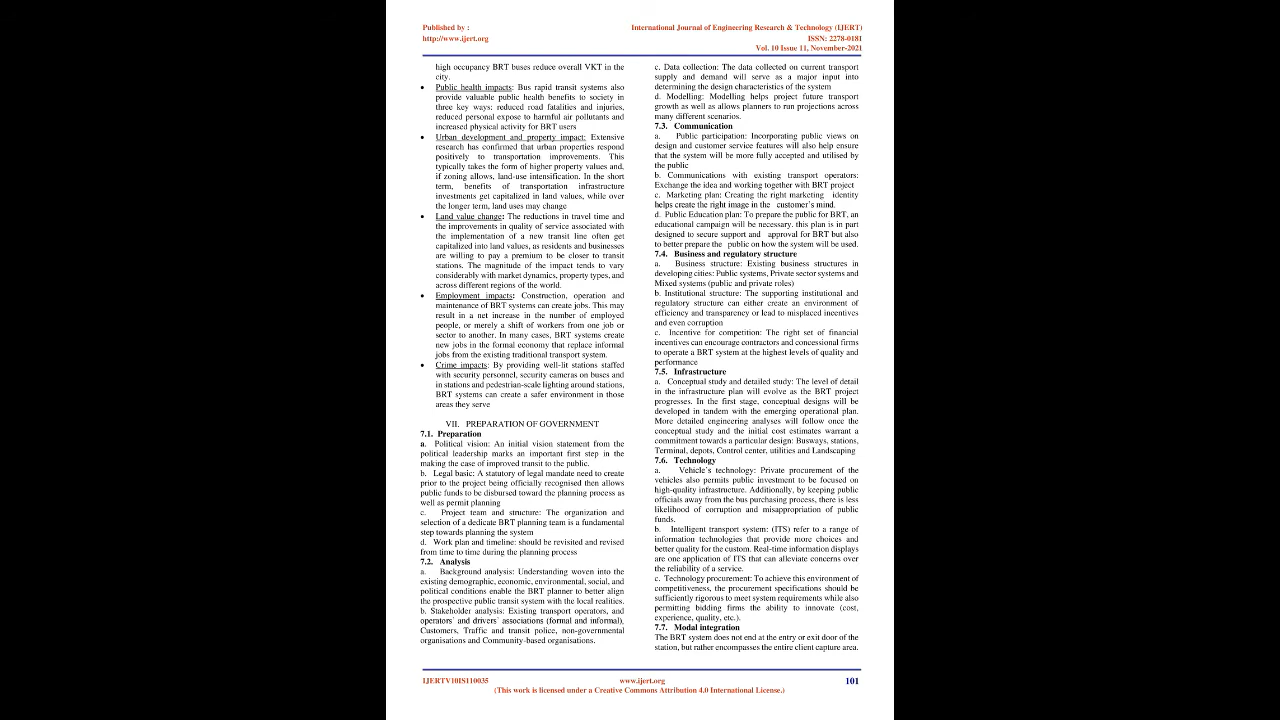 Published by :
http://www.ijert.org
International Journal of Engineering Research & Technology (IJERT)
ISSN: 2278-0181
Vol. 10 Issue 11, November-2021
high occupancy BRT buses reduce overall VKT in the
city.
• Public health impacts: Bus rapid transit systems also
provide valuable public health benefits to society in
three key ways: reduced road fatalities and injuries,
reduced personal expose to harmful air pollutants and
increased physical activity for BRT users
• Urban development and property impact: Extensive
research has confirmed that urban properties respond
positively to transportation improvements. This
typically takes the form of higher property values and,
if zoning allows, land-use intensification. In the short
term, benefits of transportation infrastructure
investments get capitalized in land values, while over
the longer term, land uses may change
• Land value change: The reductions in travel time and
the improvements in quality of service associated with
the implementation of a new transit line often get
capitalized into land values, as residents and businesses
are willing to pay a premium to be closer to transit
stations. The magnitude of the impact tends to vary
considerably with market dynamics, property types, and
across different regions of the world.
• Employment impacts: Construction, operation and
maintenance of BRT systems can create jobs. This may
result in a net increase in the number of employed
people, or merely a shift of workers from one job or
sector to another. In many cases, BRT systems create
new jobs in the formal economy that replace informal
jobs from the existing traditional transport system.
• Crime impacts: By providing well-lit stations staffed
with security personnel, security cameras on buses and
in stations and pedestrian-scale lighting around stations,
BRT systems can create a safer environment in those
areas they serve
VII. PREPARATION OF GOVERNMENT
7.1. Preparation
a. Political vision: An initial vision statement from the
political leadership marks an important first step in the
making the case of improved transit to the public.
b. Legal basic: A statutory of legal mandate need to create
prior to the project being officially recognised then allows
public funds to be disbursed toward the planning process as
well as permit planning
c. Project team and structure: The organization and
selection of a dedicate BRT planning team is a fundamental
step towards planning the system
d. Work plan and timeline: should be revisited and revised
from time to time during the planning process
7.2. Analysis
a. Background analysis: Understanding woven into the
existing demographic, economic, environmental, social, and
political conditions enable the BRT planner to better align
the prospective public transit system with the local realities.
b. Stakeholder analysis: Existing transport operators, and
operators' and drivers' associations (formal and informal),
Customers, Traffic and transit police, non-governmental
organisations and Community-based organisations.
c. Data collection: The data collected on current transport
supply and demand will serve as a major input into
determining the design characteristics of the system
d. Modelling: Modelling helps project future transport
growth as well as allows planners to run projections across
many different scenarios.
7.3. Communication
a. Public participation: Incorporating public views on
design and customer service features will also help ensure
that the system will be more fully accepted and utilised by
the public
b. Communications with existing transport operators:
Exchange the idea and working together with BRT project
c. Marketing plan: Creating the right marketing identity
helps create the right image in the customer's mind.
d. Public Education plan: To prepare the public for BRT, an
educational campaign will be necessary. this plan is in part
designed to secure support and approval for BRT but also
to better prepare the public on how the system will be used.
7.4. Business and regulatory structure
a. Business structure: Existing business structures in
developing cities: Public systems, Private sector systems and
Mixed systems (public and private roles)
b. Institutional structure: The supporting institutional and
regulatory structure can either create an environment of
efficiency and transparency or lead to misplaced incentives
and even corruption
c. Incentive for competition: The right set of financial
incentives can encourage contractors and concessional firms
to operate a BRT system at the highest levels of quality and
performance
7.5. Infrastructure
a. Conceptual study and detailed study: The level of detail
in the infrastructure plan will evolve as the BRT project
progresses. In the first stage, conceptual designs will be
developed in tandem with the emerging operational plan.
More detailed engineering analyses will follow once the
conceptual study and the initial cost estimates warrant a
commitment towards a particular design: Busways, stations,
Terminal, depots, Control center, utilities and Landscaping
7.6. Technology
a. Vehicle's technology: Private procurement of the
vehicles also permits public investment to be focused on
high-quality infrastructure. Additionally, by keeping public
officials away from the bus purchasing process, there is less
likelihood of corruption and misappropriation of public
funds.
b. Intelligent transport system: (ITS) refer to a range of
information technologies that provide more choices and
better quality for the custom. Real-time information displays
are one application of ITS that can alleviate concerns over
the reliability of a service.
c. Technology procurement: To achieve this environment of
competitiveness, the procurement specifications should be
sufficiently rigorous to meet system requirements while also
permitting bidding firms the ability to innovate (cost,
experience, quality, etc.).
7.7. Modal integration
The BRT system does not end at the entry or exit door of the
station, but rather encompasses the entire client capture area.
IJERTV10IS110035
www.ijert.org
101
(This work is licensed under a Creative Commons Attribution 4.0 International License.)